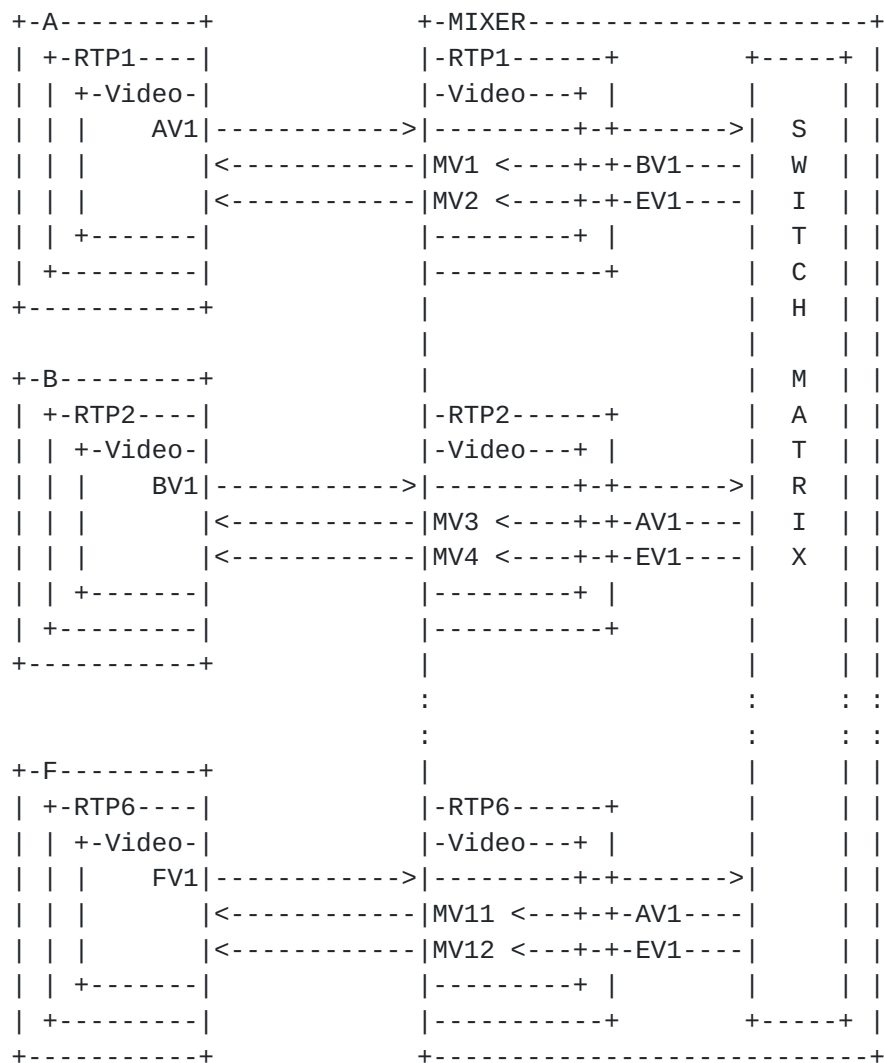 +-A---------+             +-MIXER----------------------+
| +-RTP1----|             |-RTP1------+        +-----+ |
| | +-Video-|             |-Video---+ |        |     | |
| | |    AV1|------------>|---------+-+------->|  S  | |
| | |       |<------------|MV1 <----+-+-BV1----|  W  | |
| | |       |<------------|MV2 <----+-+-EV1----|  I  | |
| | +-------|             |---------+ |        |  T  | |
| +---------|             |-----------+        |  C  | |
+-----------+             |                    |  H  | |
                          |                    |     | |
+-B---------+             |                    |  M  | |
| +-RTP2----|             |-RTP2------+        |  A  | |
| | +-Video-|             |-Video---+ |        |  T  | |
| | |    BV1|------------>|---------+-+------->|  R  | |
| | |       |<------------|MV3 <----+-+-AV1----|  I  | |
| | |       |<------------|MV4 <----+-+-EV1----|  X  | |
| | +-------|             |---------+ |        |     | |
| +---------|             |-----------+        |     | |
+-----------+             |                    |     | |
                          :                    :     : :
                          :                    :     : :
+-F---------+             |                    |     | |
| +-RTP6----|             |-RTP6------+        |     | |
| | +-Video-|             |-Video---+ |        |     | |
| | |    FV1|------------>|---------+-+------->|     | |
| | |       |<------------|MV11 <---+-+-AV1----|     | |
| | |       |<------------|MV12 <---+-+-EV1----|     | |
| | +-------|             |---------+ |        |     | |
| +---------|             |-----------+        +-----+ |
+-----------+             +----------------------------+